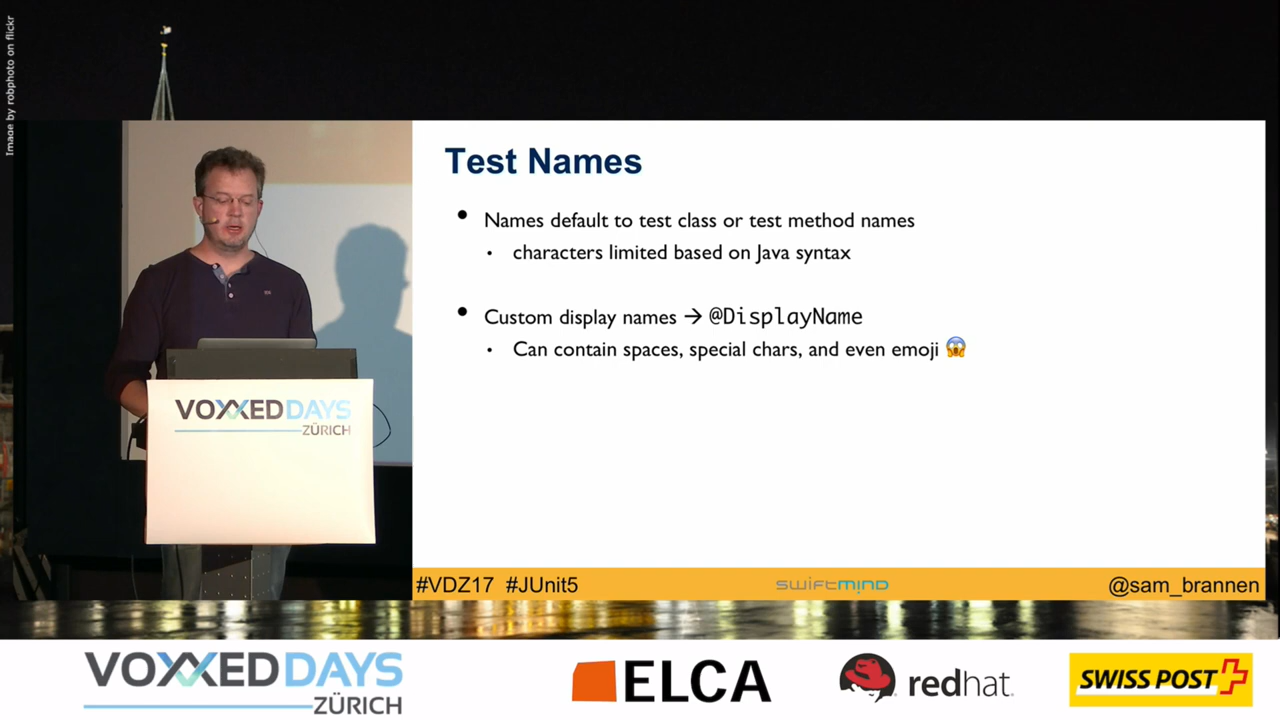 Image by robphoto on flickr
Test Names
• Names default to test class or test method names
• characters limited based on Java syntax
• Custom display names → @DisplayName
• Can contain spaces, special chars, and even emoji 😱
VOXXED DAYS
ZÜRICH
#VDZ17 #JUnit5
swiftmind
@sam_brannen
VOXXED DAYS
ZÜRICH
ELCA
redhat.
SWISS POST